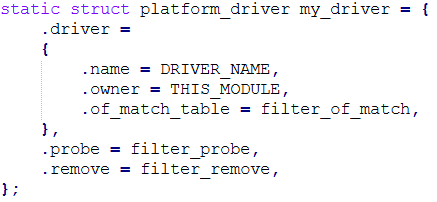 static struct platform_driver my_driver = {
    .driver =
    {
        .name = DRIVER_NAME,
        .owner = THIS_MODULE,
        .of_match_table = filter_of_match,
    },
    .probe = filter_probe,
    .remove = filter_remove,
};